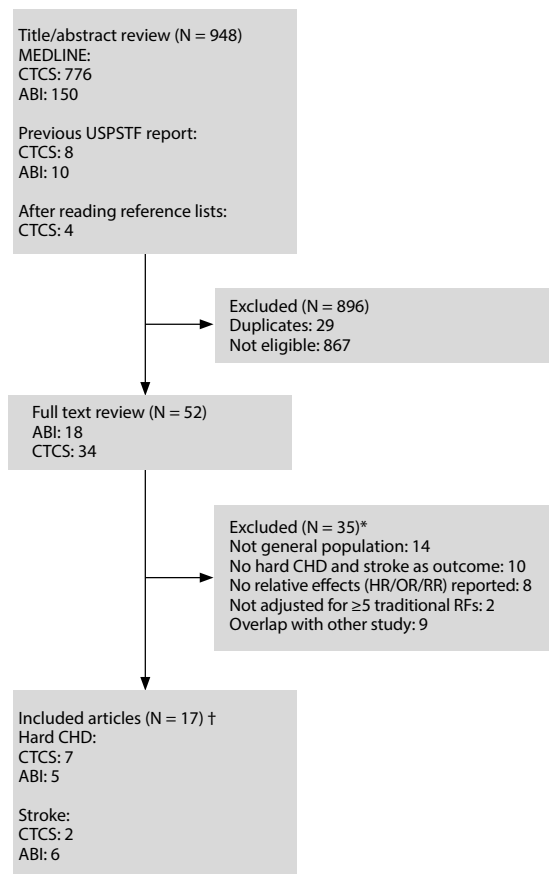 Title/abstract review (N = 948)
MEDLINE:
CTCS: 776
ABI: 150
Previous USPSTF report:
CTCS: 8
ABI: 10
After reading reference lists:
CTCS: 4
Excluded (N = 896)
Duplicates: 29
Not eligible: 867
Full text review (N = 52)
ABI: 18
CTCS: 34
Excluded (N = 35)*
Not general population: 14
No hard CHD and stroke as outcome: 10
No relative effects (HR/OR/RR) reported: 8
Not adjusted for ≥5 traditional RFs: 2
Overlap with other study: 9
Included articles (N = 17) †
Hard CHD:
CTCS: 7
ABI: 5
Stroke:
CTCS: 2
ABI: 6